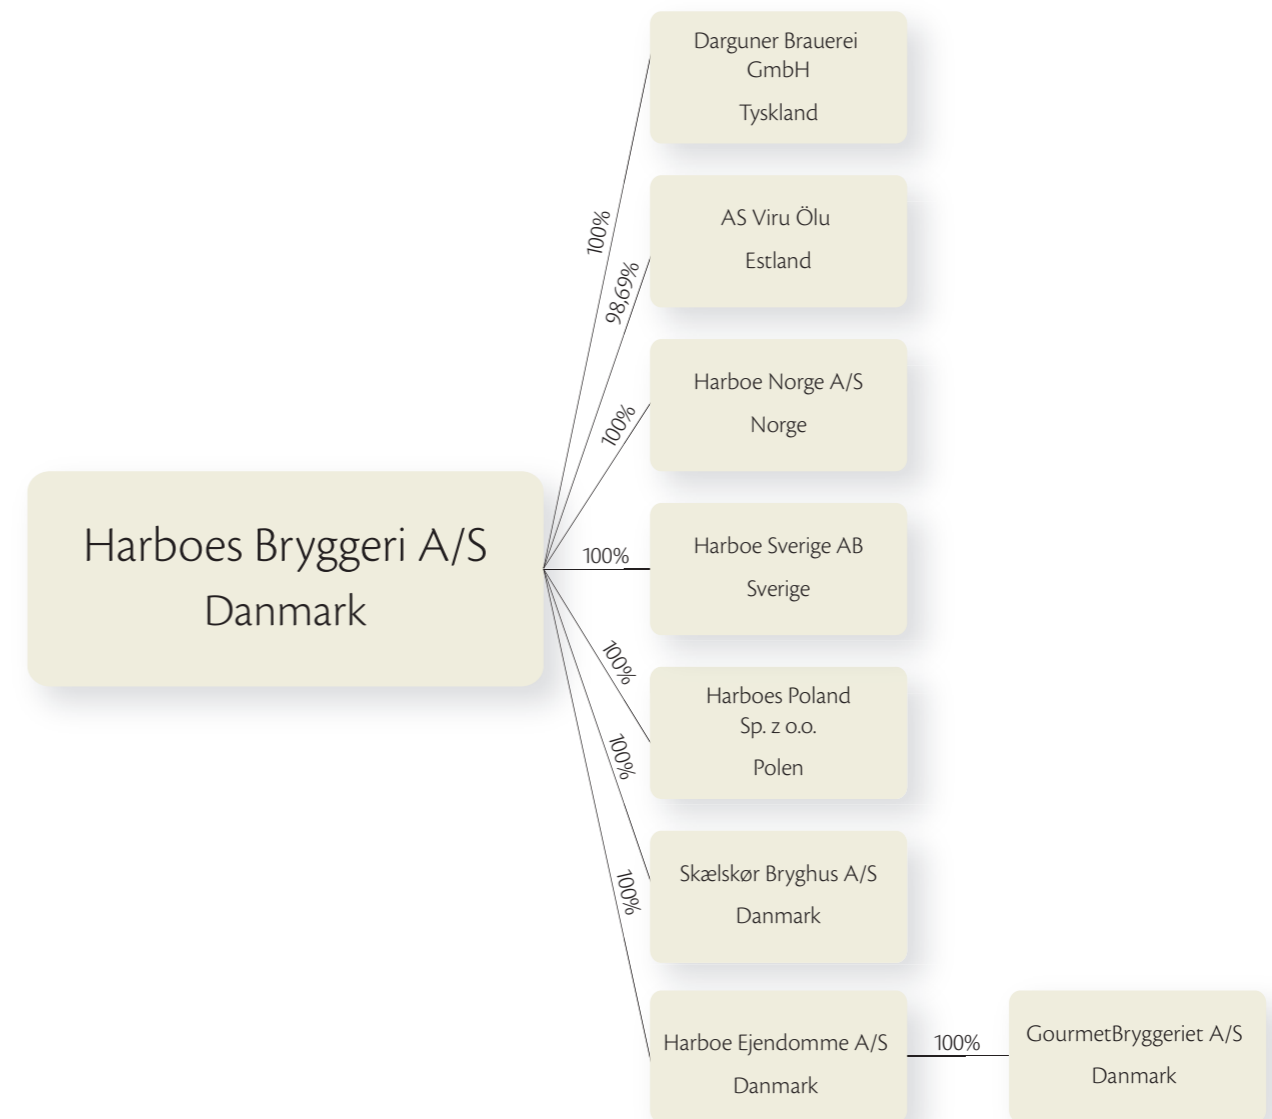 Darguner Brauerei
GmbH
Tyskland
100%
AS Viru Ölu
Estland
98,69%
Harboe Norge A/S
Norge
100%
Harboes Bryggeri A/S
Danmark
Harboe Sverige AB
Sverige
100%
Harboes Poland
Sp. z o.o.
Polen
100%
Skælskør Bryghus A/S
Danmark
100%
Harboe Ejendomme A/S
Danmark
100%
100%
GourmetBryggeriet A/S
Danmark